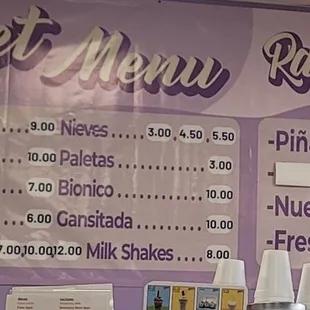 et Menu
Ra
....9.00 Nieves......3.00,4.50,5.50
....10.00 Paletas..............3.00
....7.00 Bionico..............10.00
....6.00 Gansitada...........10.00
7.00,10.00,12.00 Milk Shakes....8.00
-Piñ
-
-Nue
-Fres